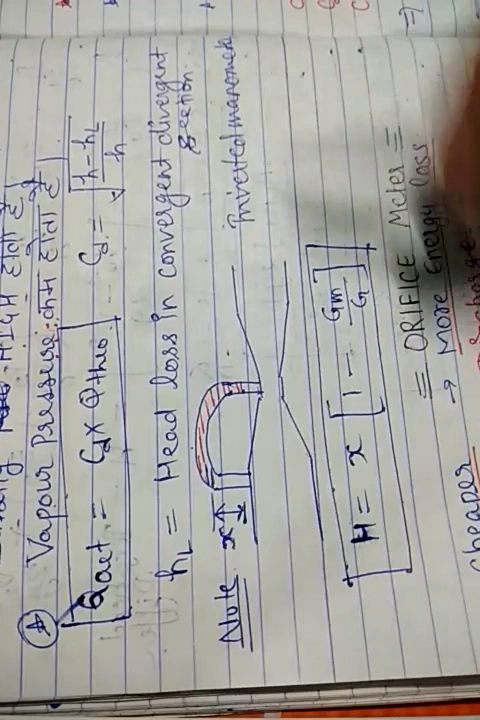 HIGH होता है
Vapour Pressure: कम होता है
Qact = Cd x Qtheo Cd = √(h-hL/h)
hL = Head loss in convergent divergent section.
Note x Inverted manometer
H = x [1 - Gm/G]
= ORIFICE Meter =
→ More Energy loss
cheaper